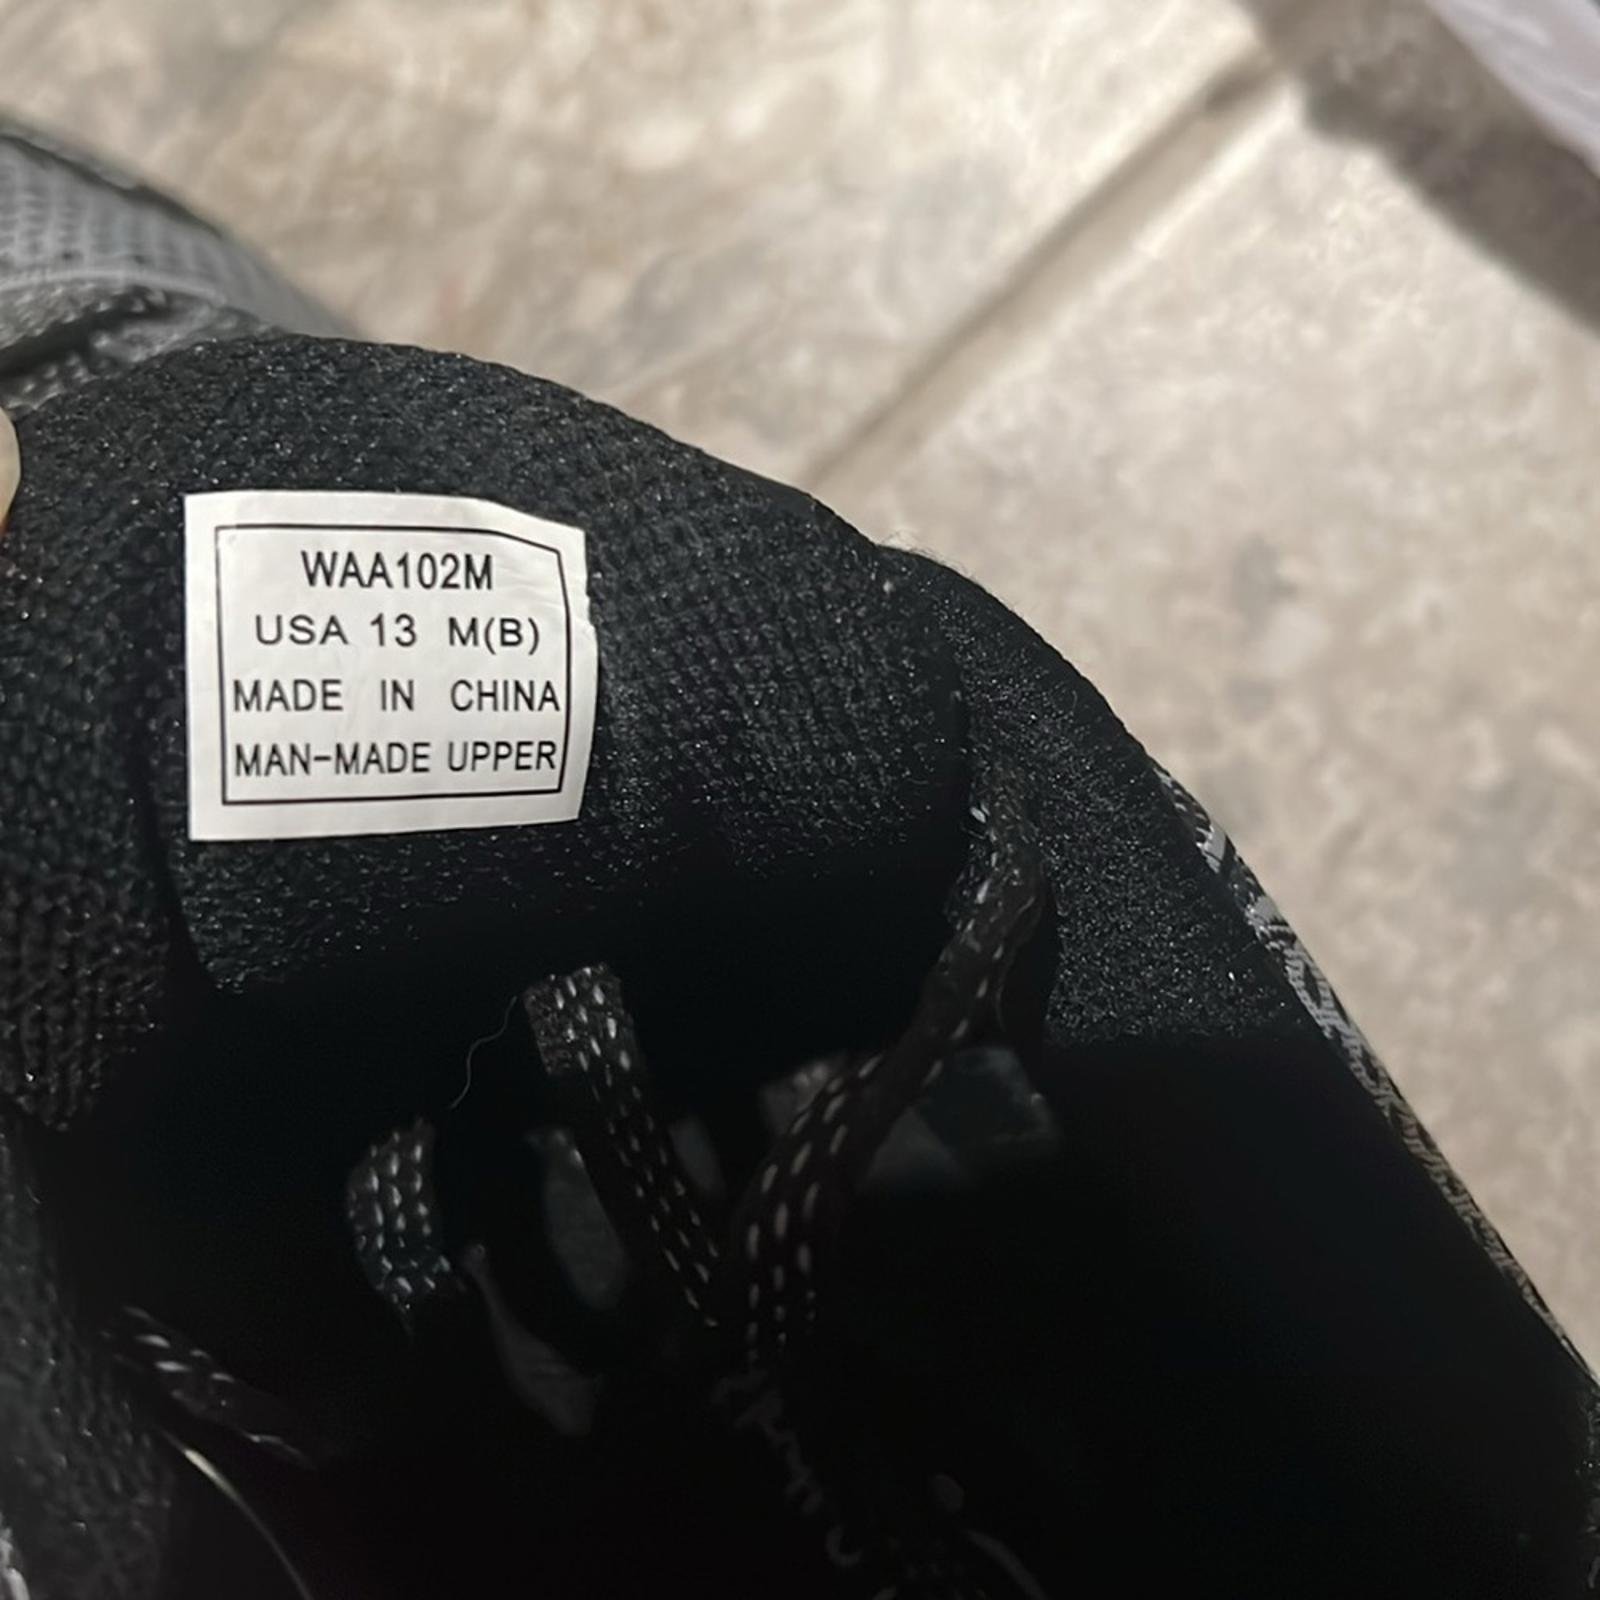 WAA102M
USA 13 M(B)
MADE IN CHINA
MAN-MADE UPPER